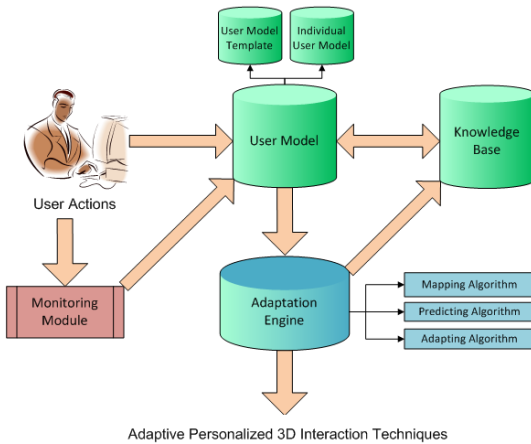 User Model
Template
Individual
User Model
User Model
Knowledge
Base
User Actions
Monitoring
Module
Adaptation
Engine
Mapping Algorithm
Predicting Algorithm
Adapting Algorithm
Adaptive Personalized 3D Interaction Techniques